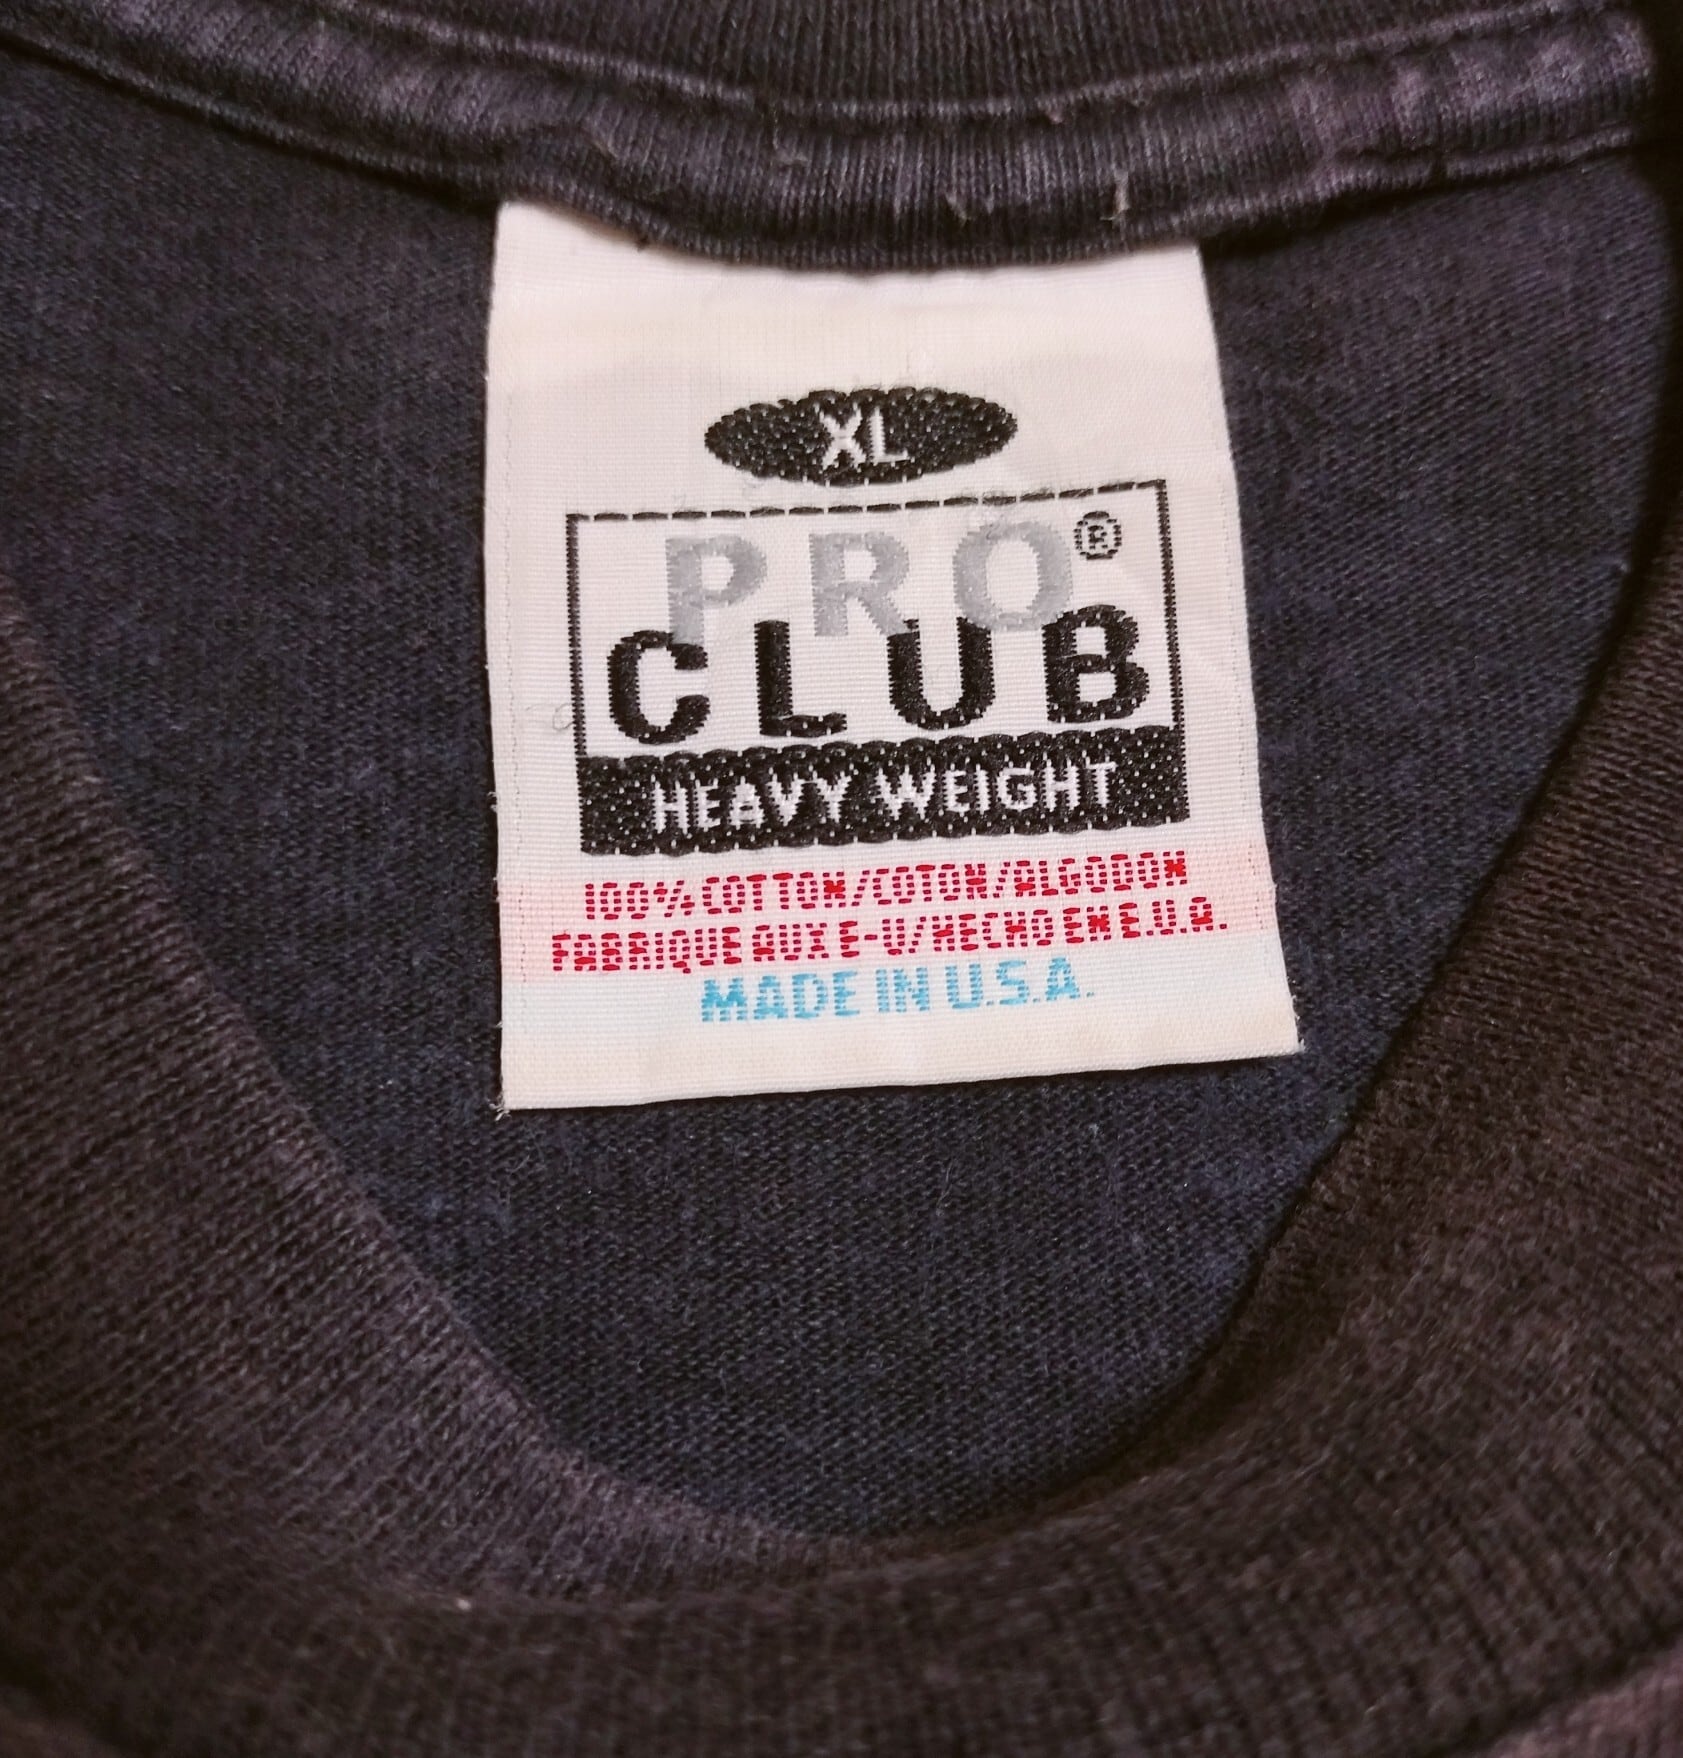 XL
PRO®
CLUB
HEAVY WEIGHT
100% COTTON/COTON/ALGODON
FABRIQUE AUX E-U/HECHO EN E.U.A.
MADE IN U.S.A.